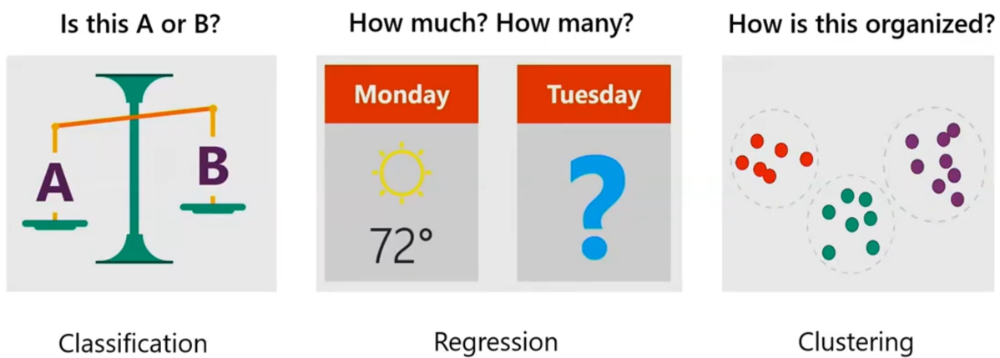 Is this A or B?
How much? How many?
How is this organized?
A
B
Monday
Tuesday
72°
?
Classification
Regression
Clustering